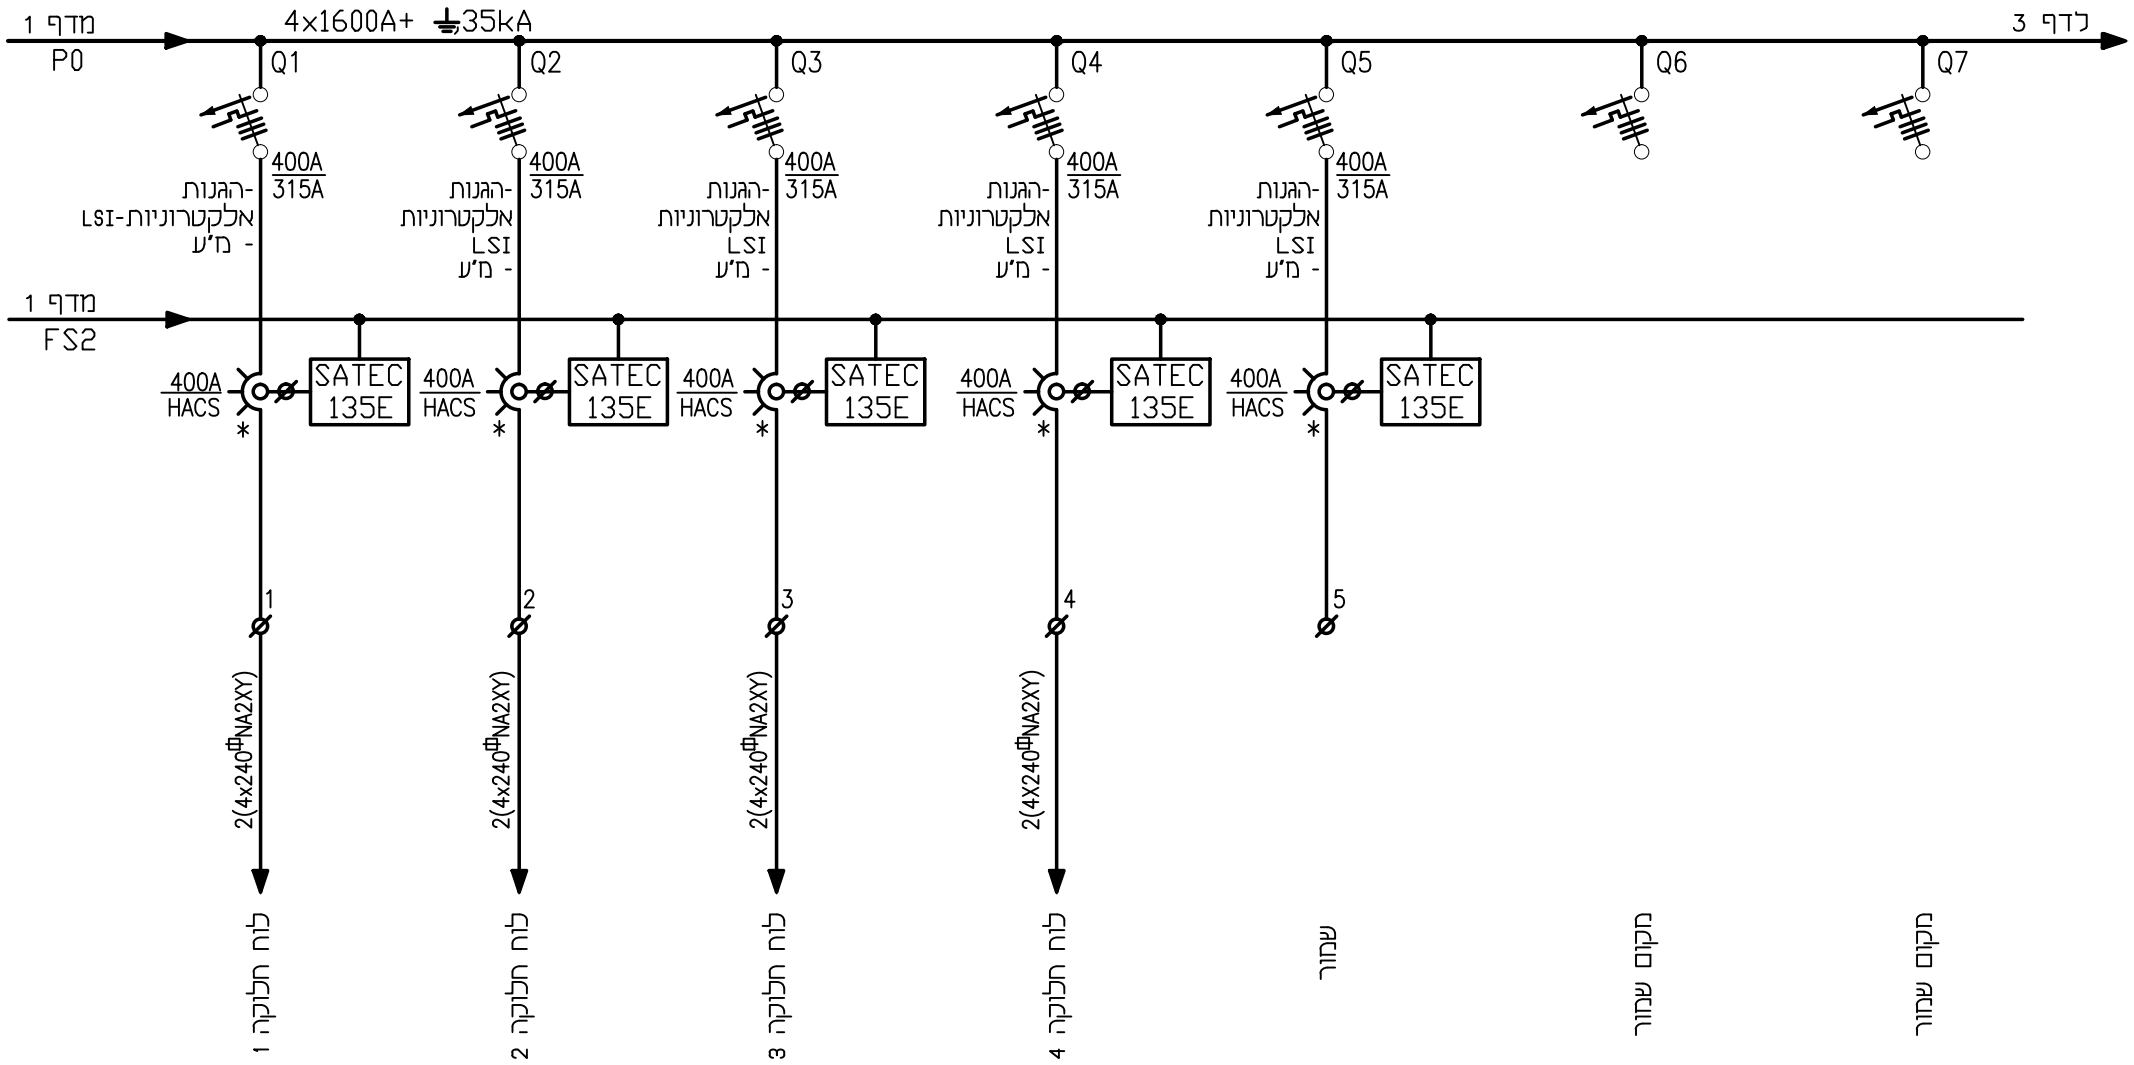 מדף 1
P0
4x1600A+ ⏚,35kA
לדף 3
Q1
Q2
Q3
Q4
Q5
Q6
Q7
400A
315A
400A
315A
400A
315A
400A
315A
400A
315A
-הגנות
אלקטרוניות-LSI
- מ'ע
-הגנות
אלקטרוניות
LSI
- מ'ע
-הגנות
אלקטרוניות
LSI
- מ'ע
-הגנות
אלקטרוניות
LSI
- מ'ע
-הגנות
אלקטרוניות
LSI
- מ'ע
מדף 1
FS2
400A
HACS
*
SATEC
135E
400A
HACS
*
SATEC
135E
400A
HACS
*
SATEC
135E
400A
HACS
*
SATEC
135E
400A
HACS
*
SATEC
135E
1
2
3
4
5
2(4x240 NA2XY)
2(4x240 NA2XY)
2(4x240 NA2XY)
2(4X240 NA2XY)
לוח חלוקה 1
לוח חלוקה 2
לוח חלוקה 3
לוח חלוקה 4
שמור
מקום שמור
מקום שמור